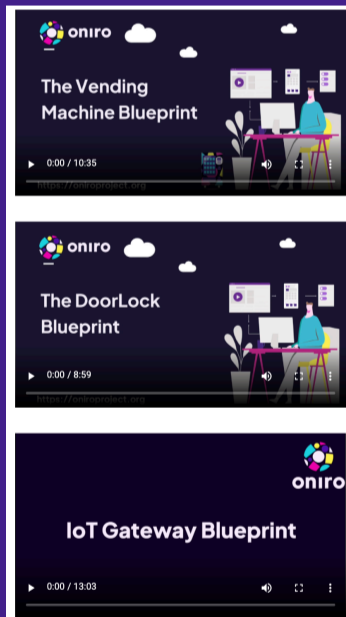 oniro
The Vending
Machine Blueprint
0:00 / 10:35
https://oniroproject.org
oniro
The DoorLock
Blueprint
0:00 / 8:59
https://oniroproject.org
oniro
IoT Gateway Blueprint
0:00 / 13:03